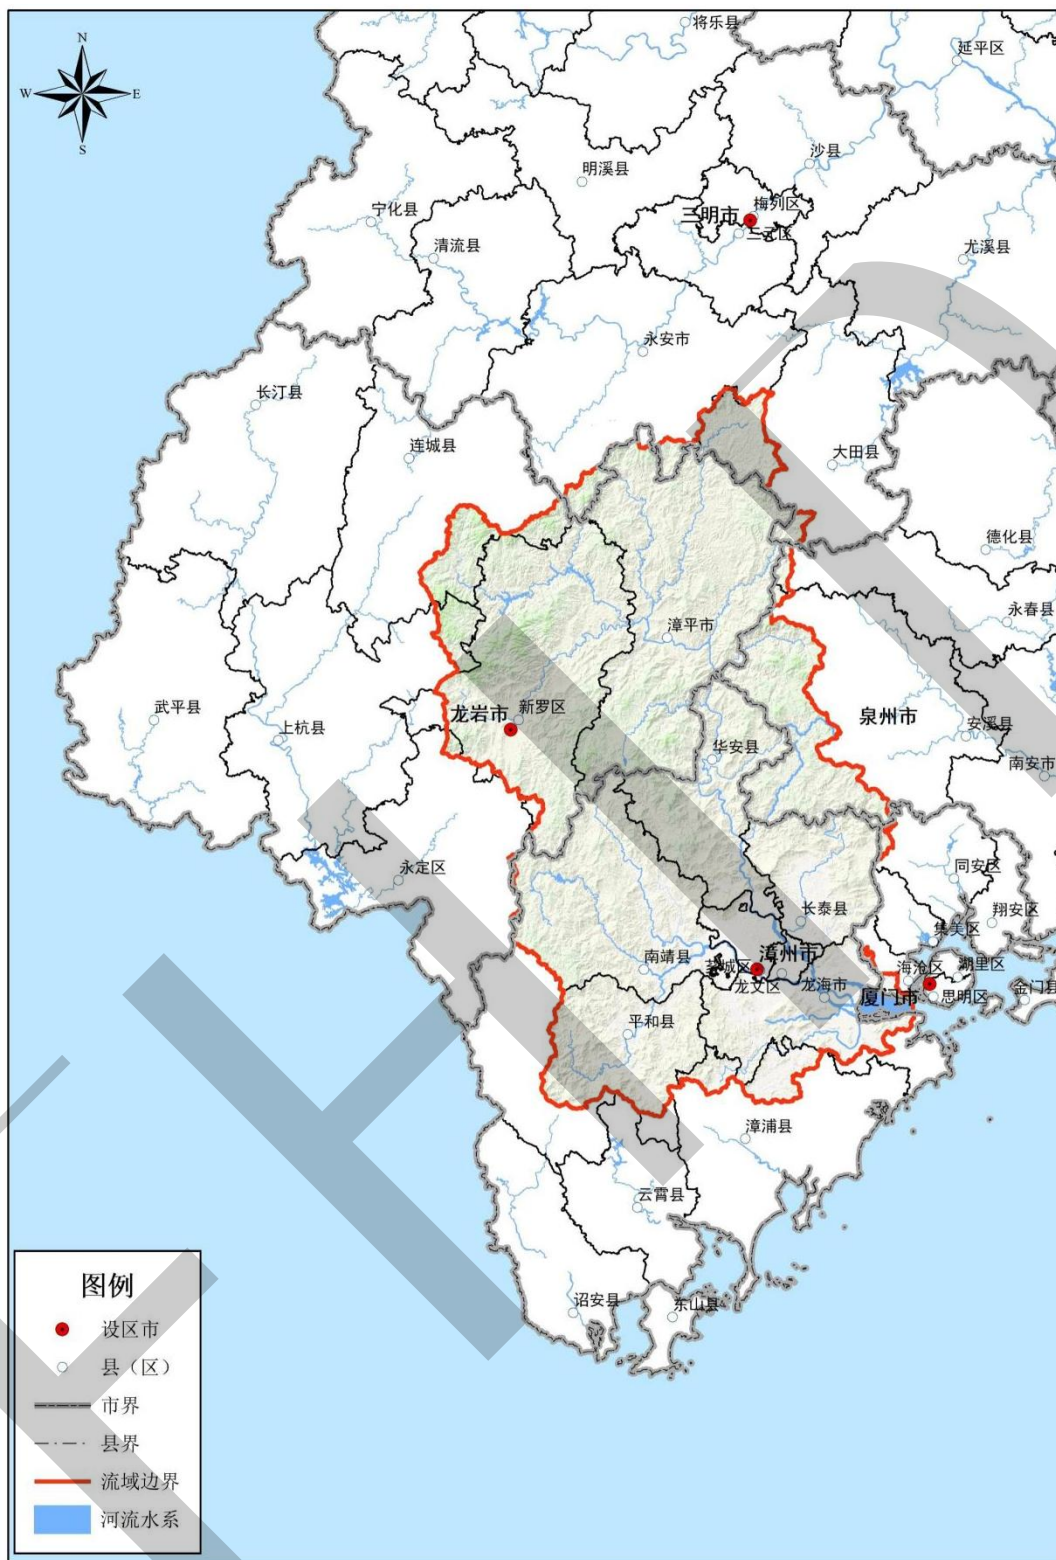 将乐县
N
延平区
W
E
S
沙县
明溪县
梅列区
宁化县
三明市
三元区
清流县
尤溪县
永安市
长汀县
连城县
大田县
德化县
永春县
漳平市
武平县
龙岩市
新罗区
泉州市
安溪县
上杭县
华安县
南安市
永定区
同安区
长泰县
翔安区
集美区
南靖县
漳州市
芗城区
海沧区
湖里区
龙文区
龙海市
厦门市
思明区
金门县
平和县
漳浦县
云霄县
诏安县
东山县
图例
设区市
县（区）
市界
县界
流域边界
河流水系